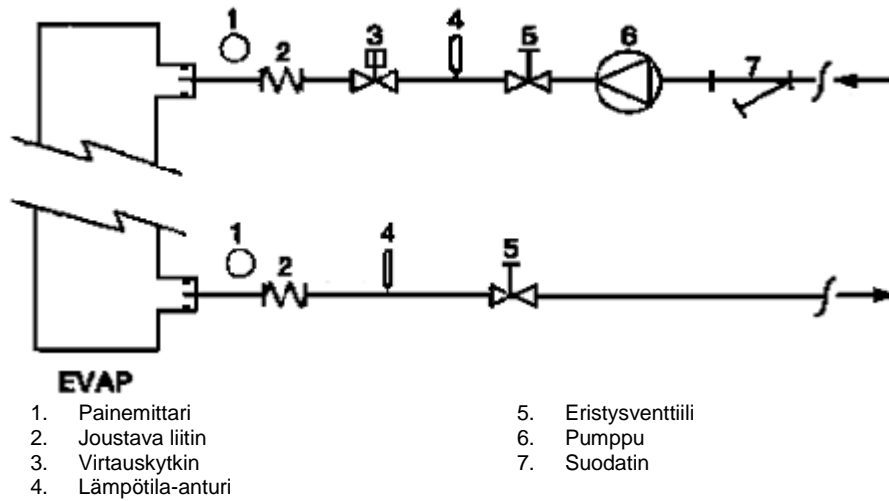 1 2 3 4 5 6 7
1 2 4 5
EVAP
1. Painemittari
2. Joustava liitin
3. Virtauskytkin
4. Lämpötila-anturi
5. Eristysventtiili
6. Pumppu
7. Suodatin